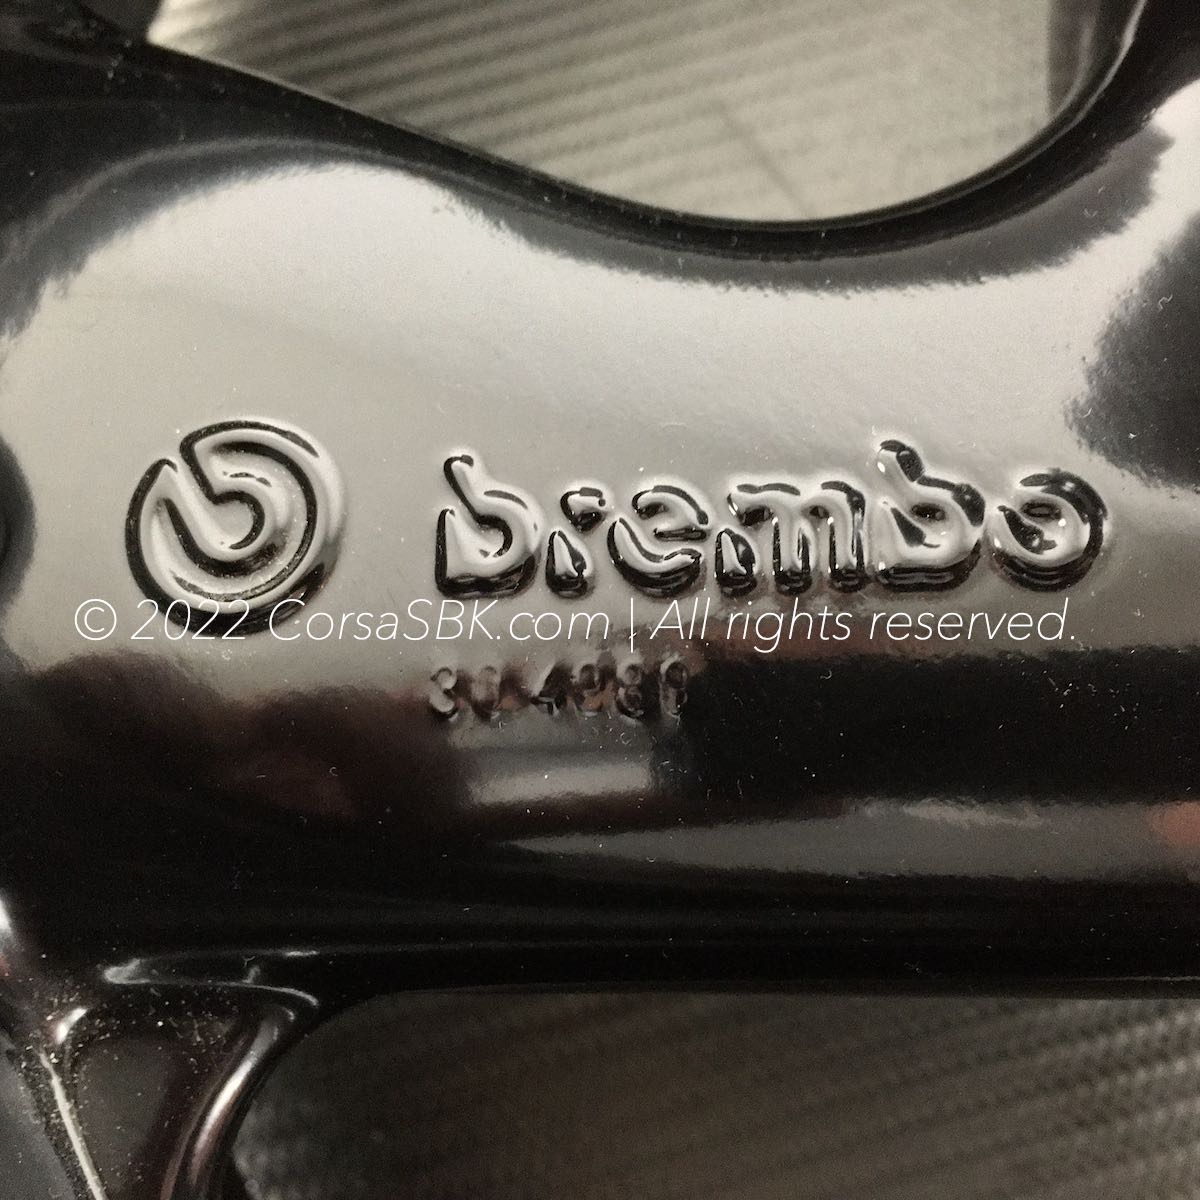 brembo
© 2022 CorsaSBK.com | All rights reserved.